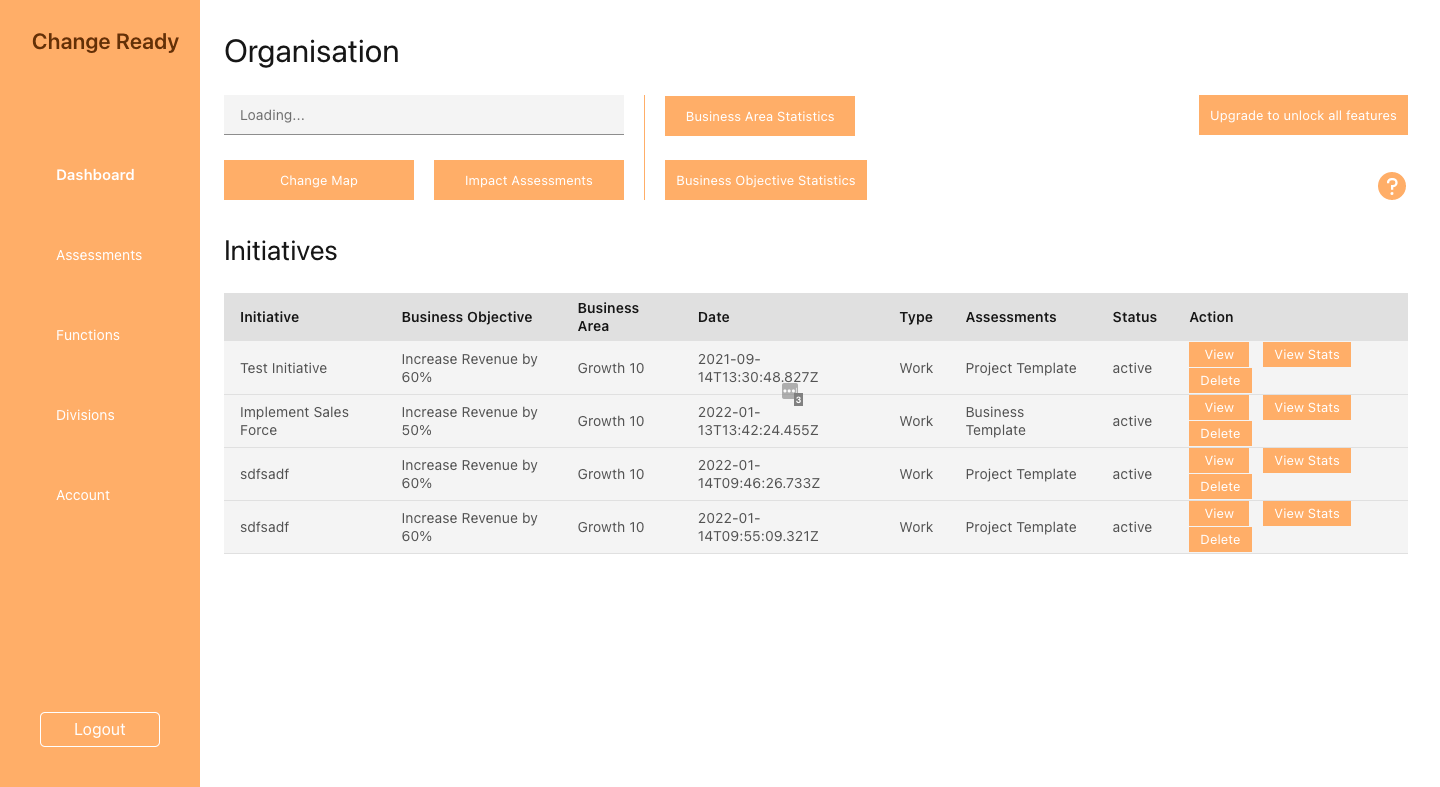 Change Ready
Dashboard
Assessments
Functions
Divisions
Account
Logout
Organisation
Loading...
Business Area Statistics
Upgrade to unlock all features
Change Map
Impact Assessments
Business Objective Statistics
?
Initiatives
Initiative Business Objective Business Area Date Type Assessments Status Action
Test Initiative Increase Revenue by 60% Growth 10 2021-09-14T13:30:48.827Z Work Project Template active View View Stats Delete
3
Implement Sales Force Increase Revenue by 50% Growth 10 2022-01-13T13:42:24.455Z Work Business Template active View View Stats Delete
sdfsadf Increase Revenue by 60% Growth 10 2022-01-14T09:46:26.733Z Work Project Template active View View Stats Delete
sdfsadf Increase Revenue by 60% Growth 10 2022-01-14T09:55:09.321Z Work Project Template active View View Stats Delete